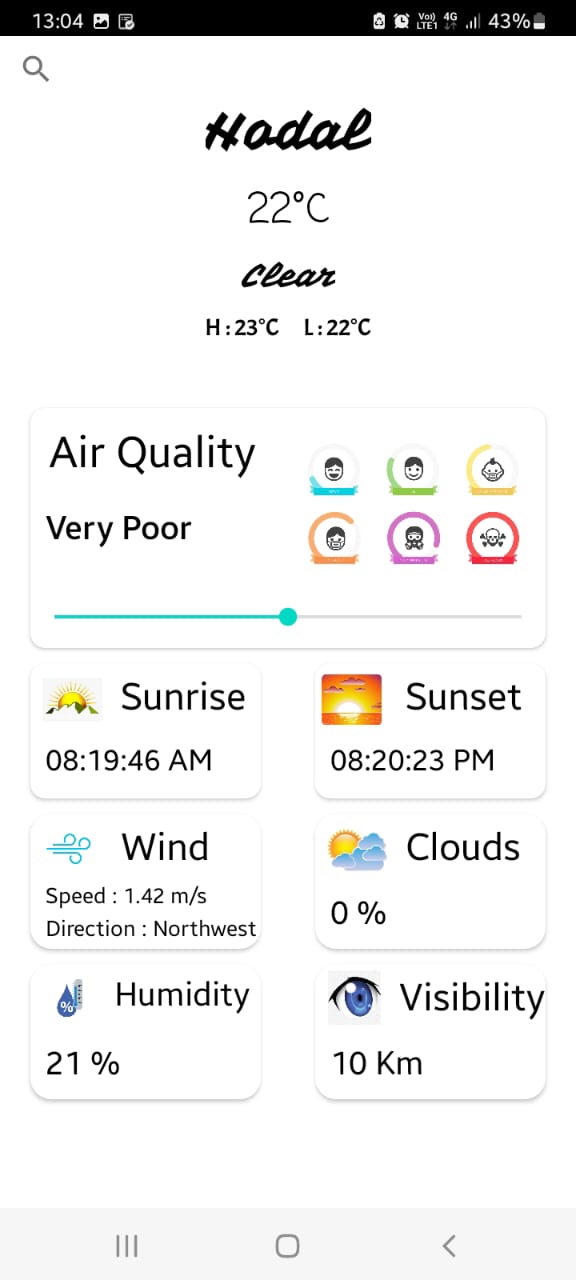 13:04 Vo)) LTE1 4G 43%
Hodal
22°C
Clear
H:23°C L:22°C
Air Quality
Very Poor
Sunrise
08:19:46 AM
Sunset
08:20:23 PM
Wind
Speed : 1.42 m/s
Direction : Northwest
Clouds
0 %
Humidity
%
21 %
Visibility
10 Km